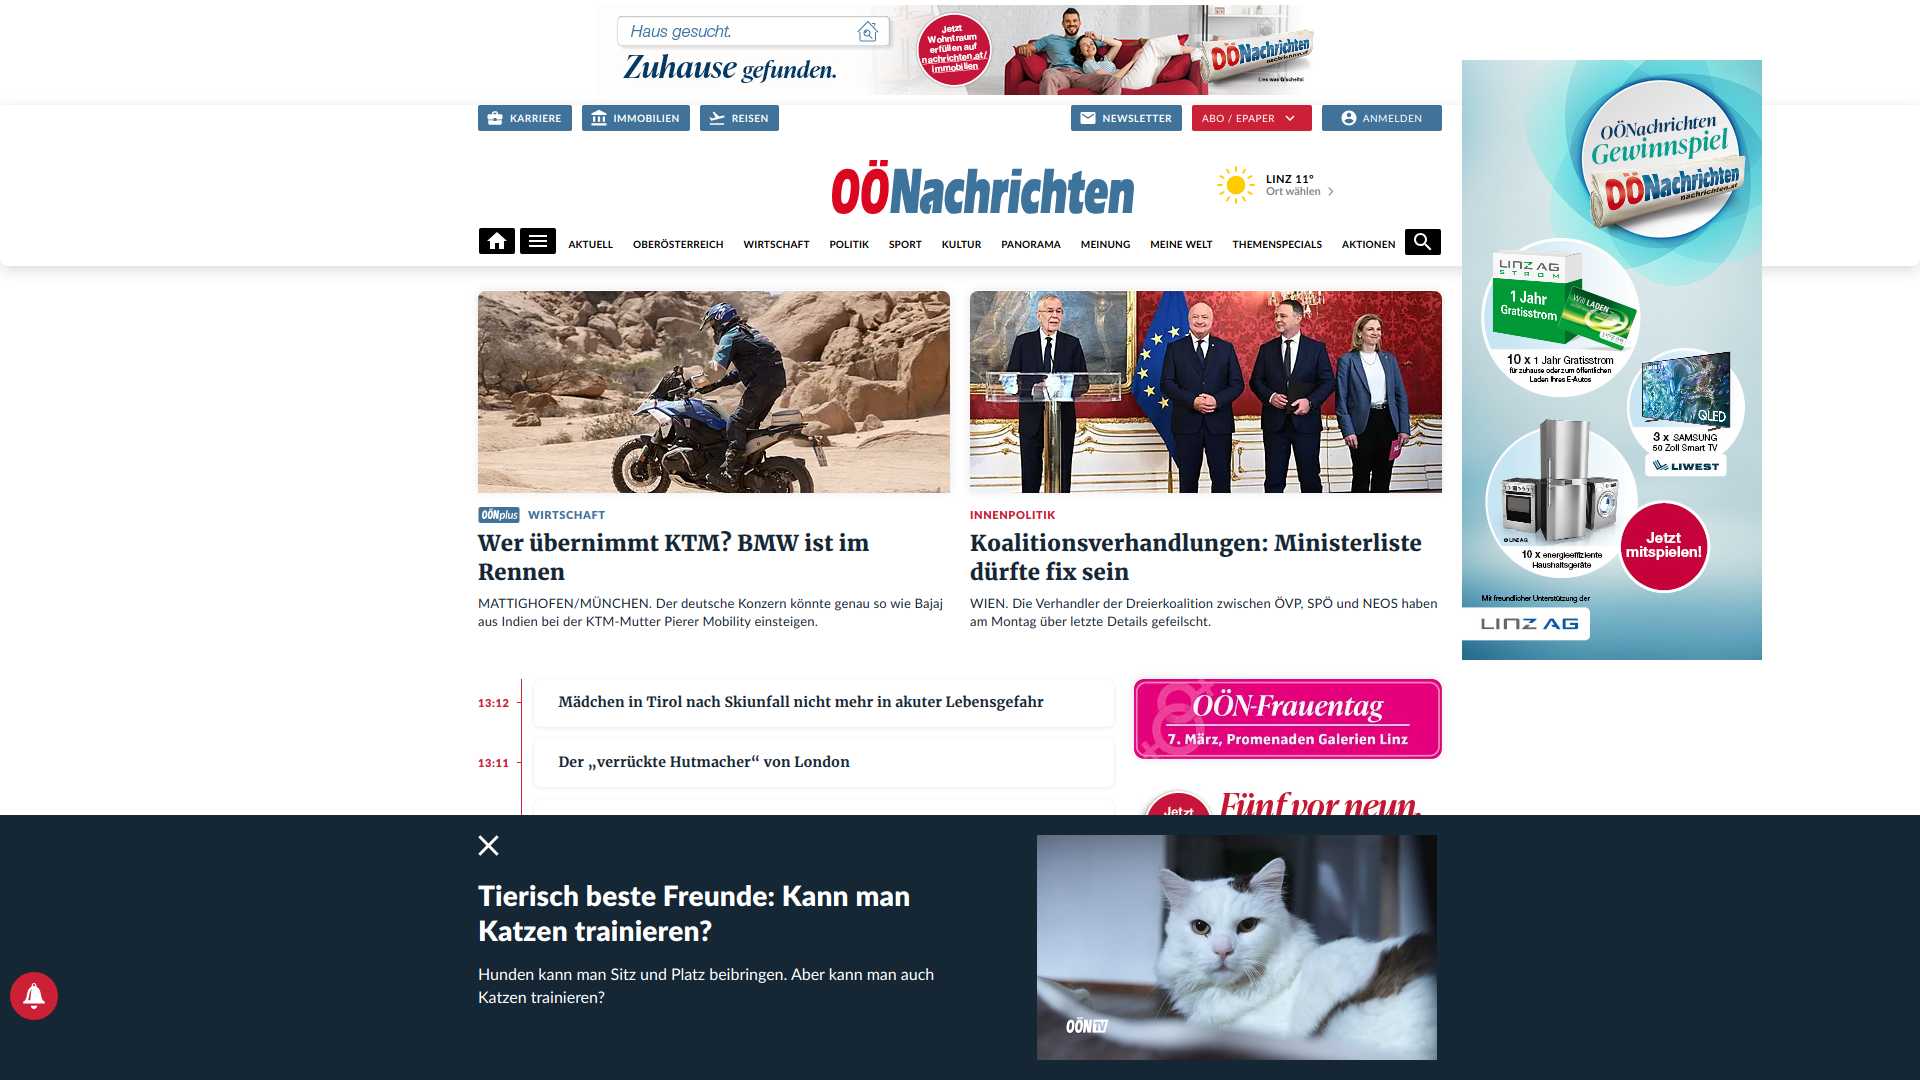 Haus gesucht.
Zuhause gefunden.
Jetzt
Wohntraum
erfüllen auf
nachrichten.at/
immobilien
OÖNachrichten
nachrichten.at
KARRIERE
IMMOBILIEN
REISEN
NEWSLETTER
ABO / EPAPER
ANMELDEN
OÖNachrichten
LINZ 11°
Ort wählen
AKTUELL
OBERÖSTERREICH
WIRTSCHAFT
POLITIK
SPORT
KULTUR
PANORAMA
MEINUNG
MEINE WELT
THEMENSPECIALS
AKTIONEN
OÖNachrichten
Gewinnspiel
OÖNachrichten
nachrichten.at
LINZ AG
STROM
1 Jahr
Gratisstrom
Will LADEN
10 x 1 Jahr Gratisstrom
für zuhause oder zum öffentlichen
Laden Ihres E-Autos
QLED
3 x SAMSUNG
50 Zoll Smart TV
LIWEST
© LINZ AG
10 x energieeffiziente
Haushaltsgeräte
Jetzt
mitspielen!
Mit freundlicher Unterstützung der
LINZ AG
OÖNplus WIRTSCHAFT
Wer übernimmt KTM? BMW ist im
Rennen
MATTIGHOFEN/MÜNCHEN. Der deutsche Konzern könnte genau so wie Bajaj
aus Indien bei der KTM-Mutter Pierer Mobility einsteigen.
INNENPOLITIK
Koalitionsverhandlungen: Ministerliste
dürfte fix sein
WIEN. Die Verhandler der Dreierkoalition zwischen ÖVP, SPÖ und NEOS haben
am Montag über letzte Details gefeilscht.
13:12 Mädchen in Tirol nach Skiunfall nicht mehr in akuter Lebensgefahr
13:11 Der „verrückte Hutmacher“ von London
OÖN-Frauentag
7. März, Promenaden Galerien Linz
Jetzt
Fünf vor neun.
Tierisch beste Freunde: Kann man
Katzen trainieren?
Hunden kann man Sitz und Platz beibringen. Aber kann man auch
Katzen trainieren?
OÖN TV